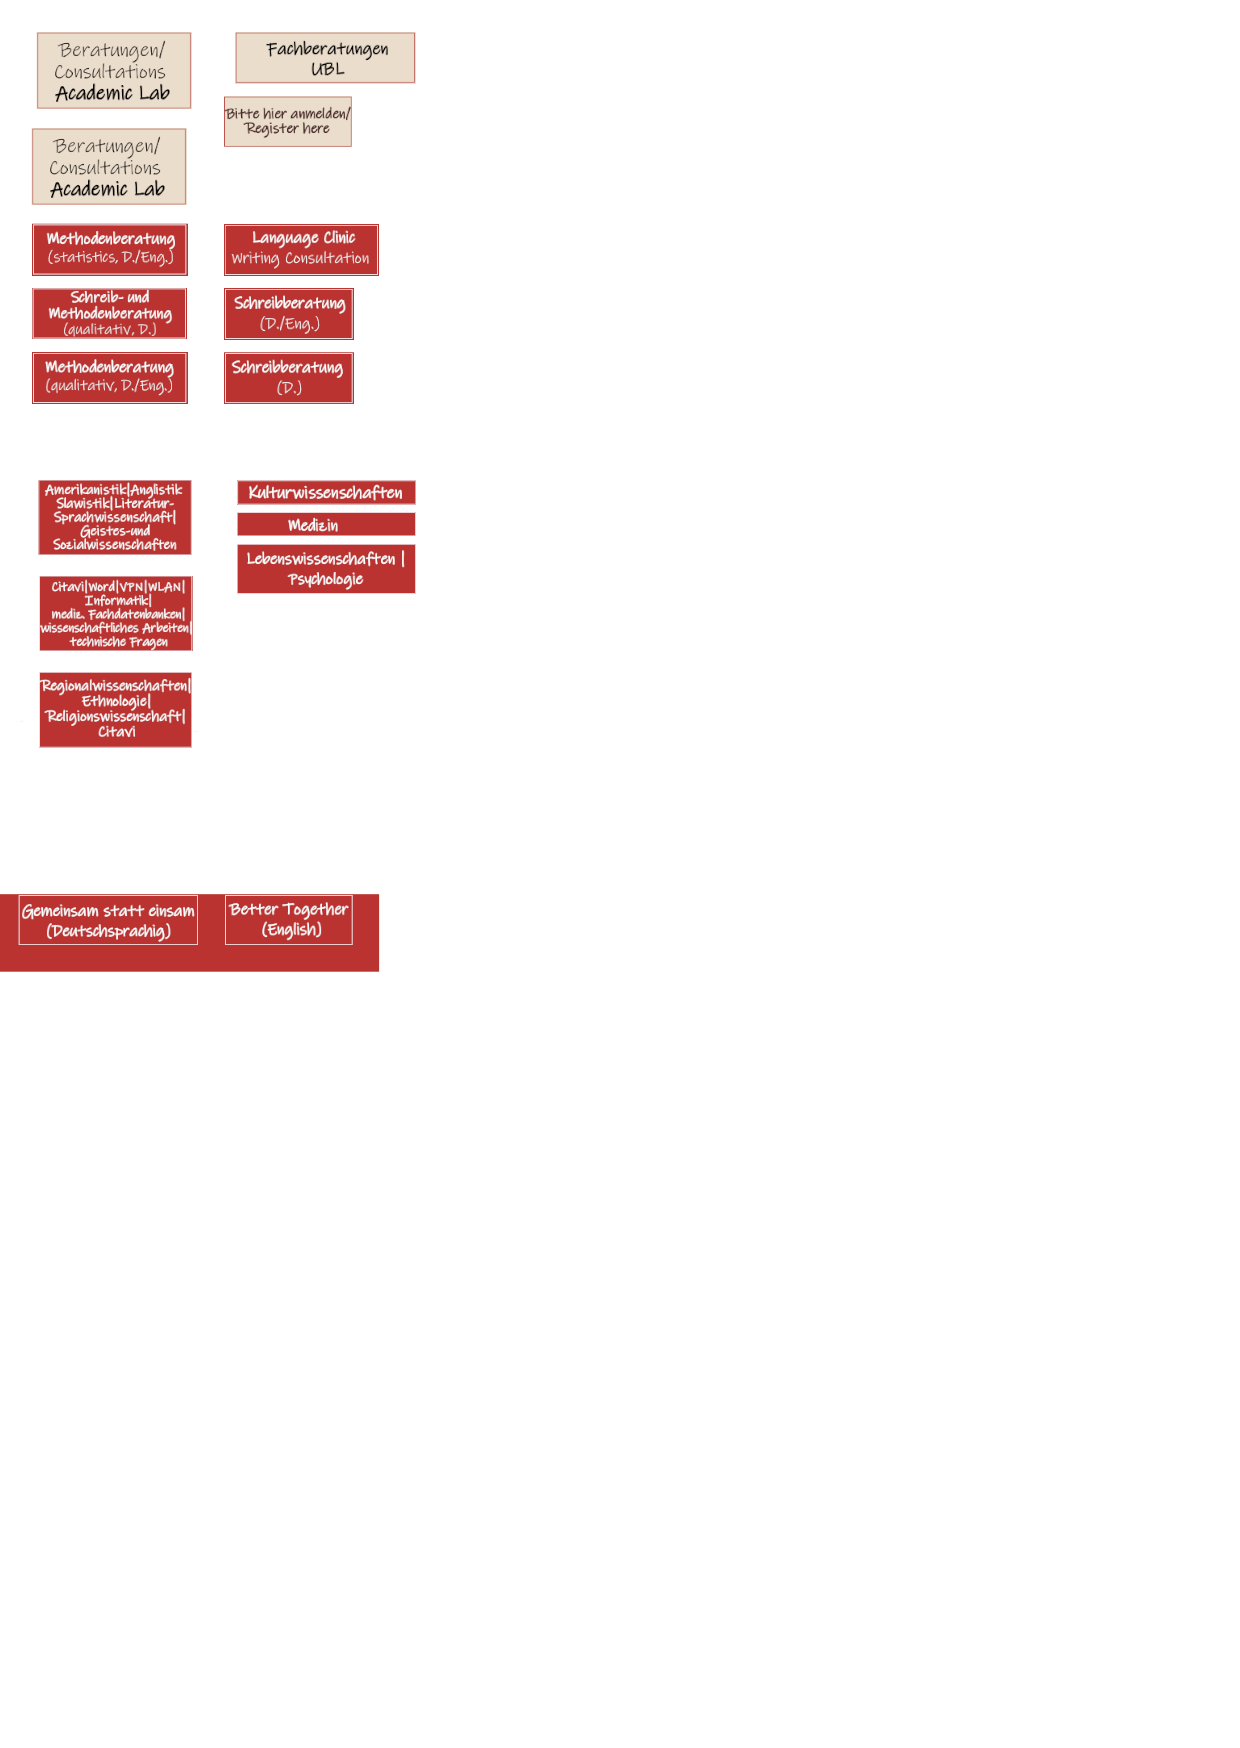 Beratungen/
Consultations
Academic Lab
Fachberatungen
UBL
Bitte hier anmelden/
Register here
Beratungen/
Consultations
Academic Lab
Methodenberatung
(statistics, D./Eng.)
Language Clinic
Writing Consultation
Schreib- und
Methodenberatung
(qualitativ, D.)
Schreibberatung
(D./Eng.)
Methodenberatung
(qualitativ, D./Eng.)
Schreibberatung
(D.)
Amerikanistik|Anglistik
Slawistik|Literatur-
Sprachwissenschaft|
Geistes-und
Sozialwissenschaften
Kulturwissenschaften
Medizin
Lebenswissenschaften |
Psychologie
Citavi|Word|VPN|WLAN|
Informatik|
mediz. Fachdatenbanken|
wissenschaftliches Arbeiten|
technische Fragen
Regionalwissenschaften|
Ethnologie|
Religionswissenschaft|
Citavi
Gemeinsam statt einsam
(Deutschsprachig)
Better Together
(English)